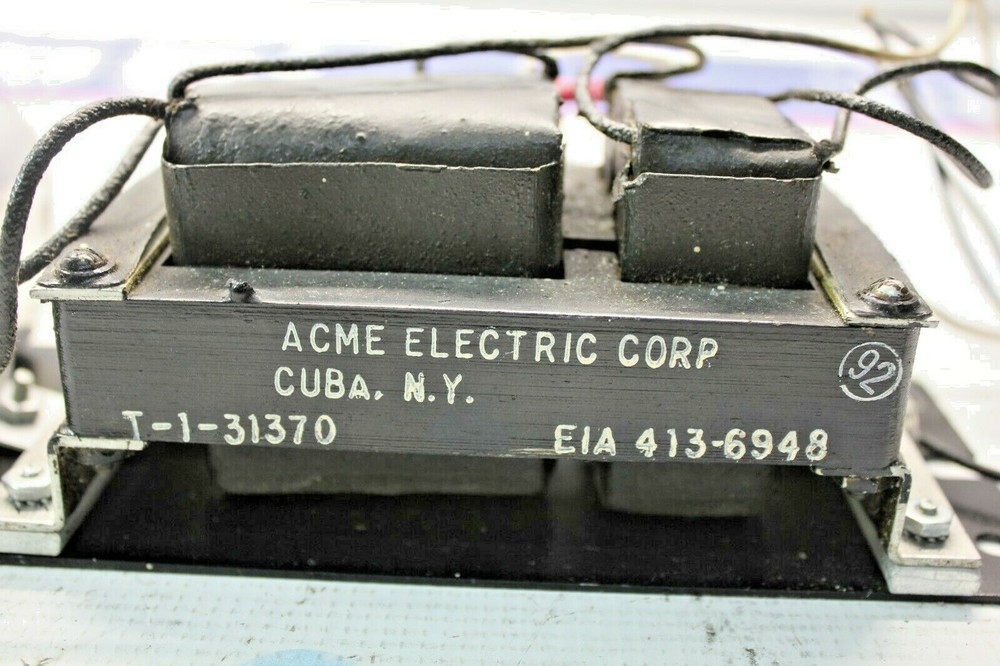 ACME ELECTRIC CORP
CUBA, N.Y.
92
T-1-31370
EIA 413-6948